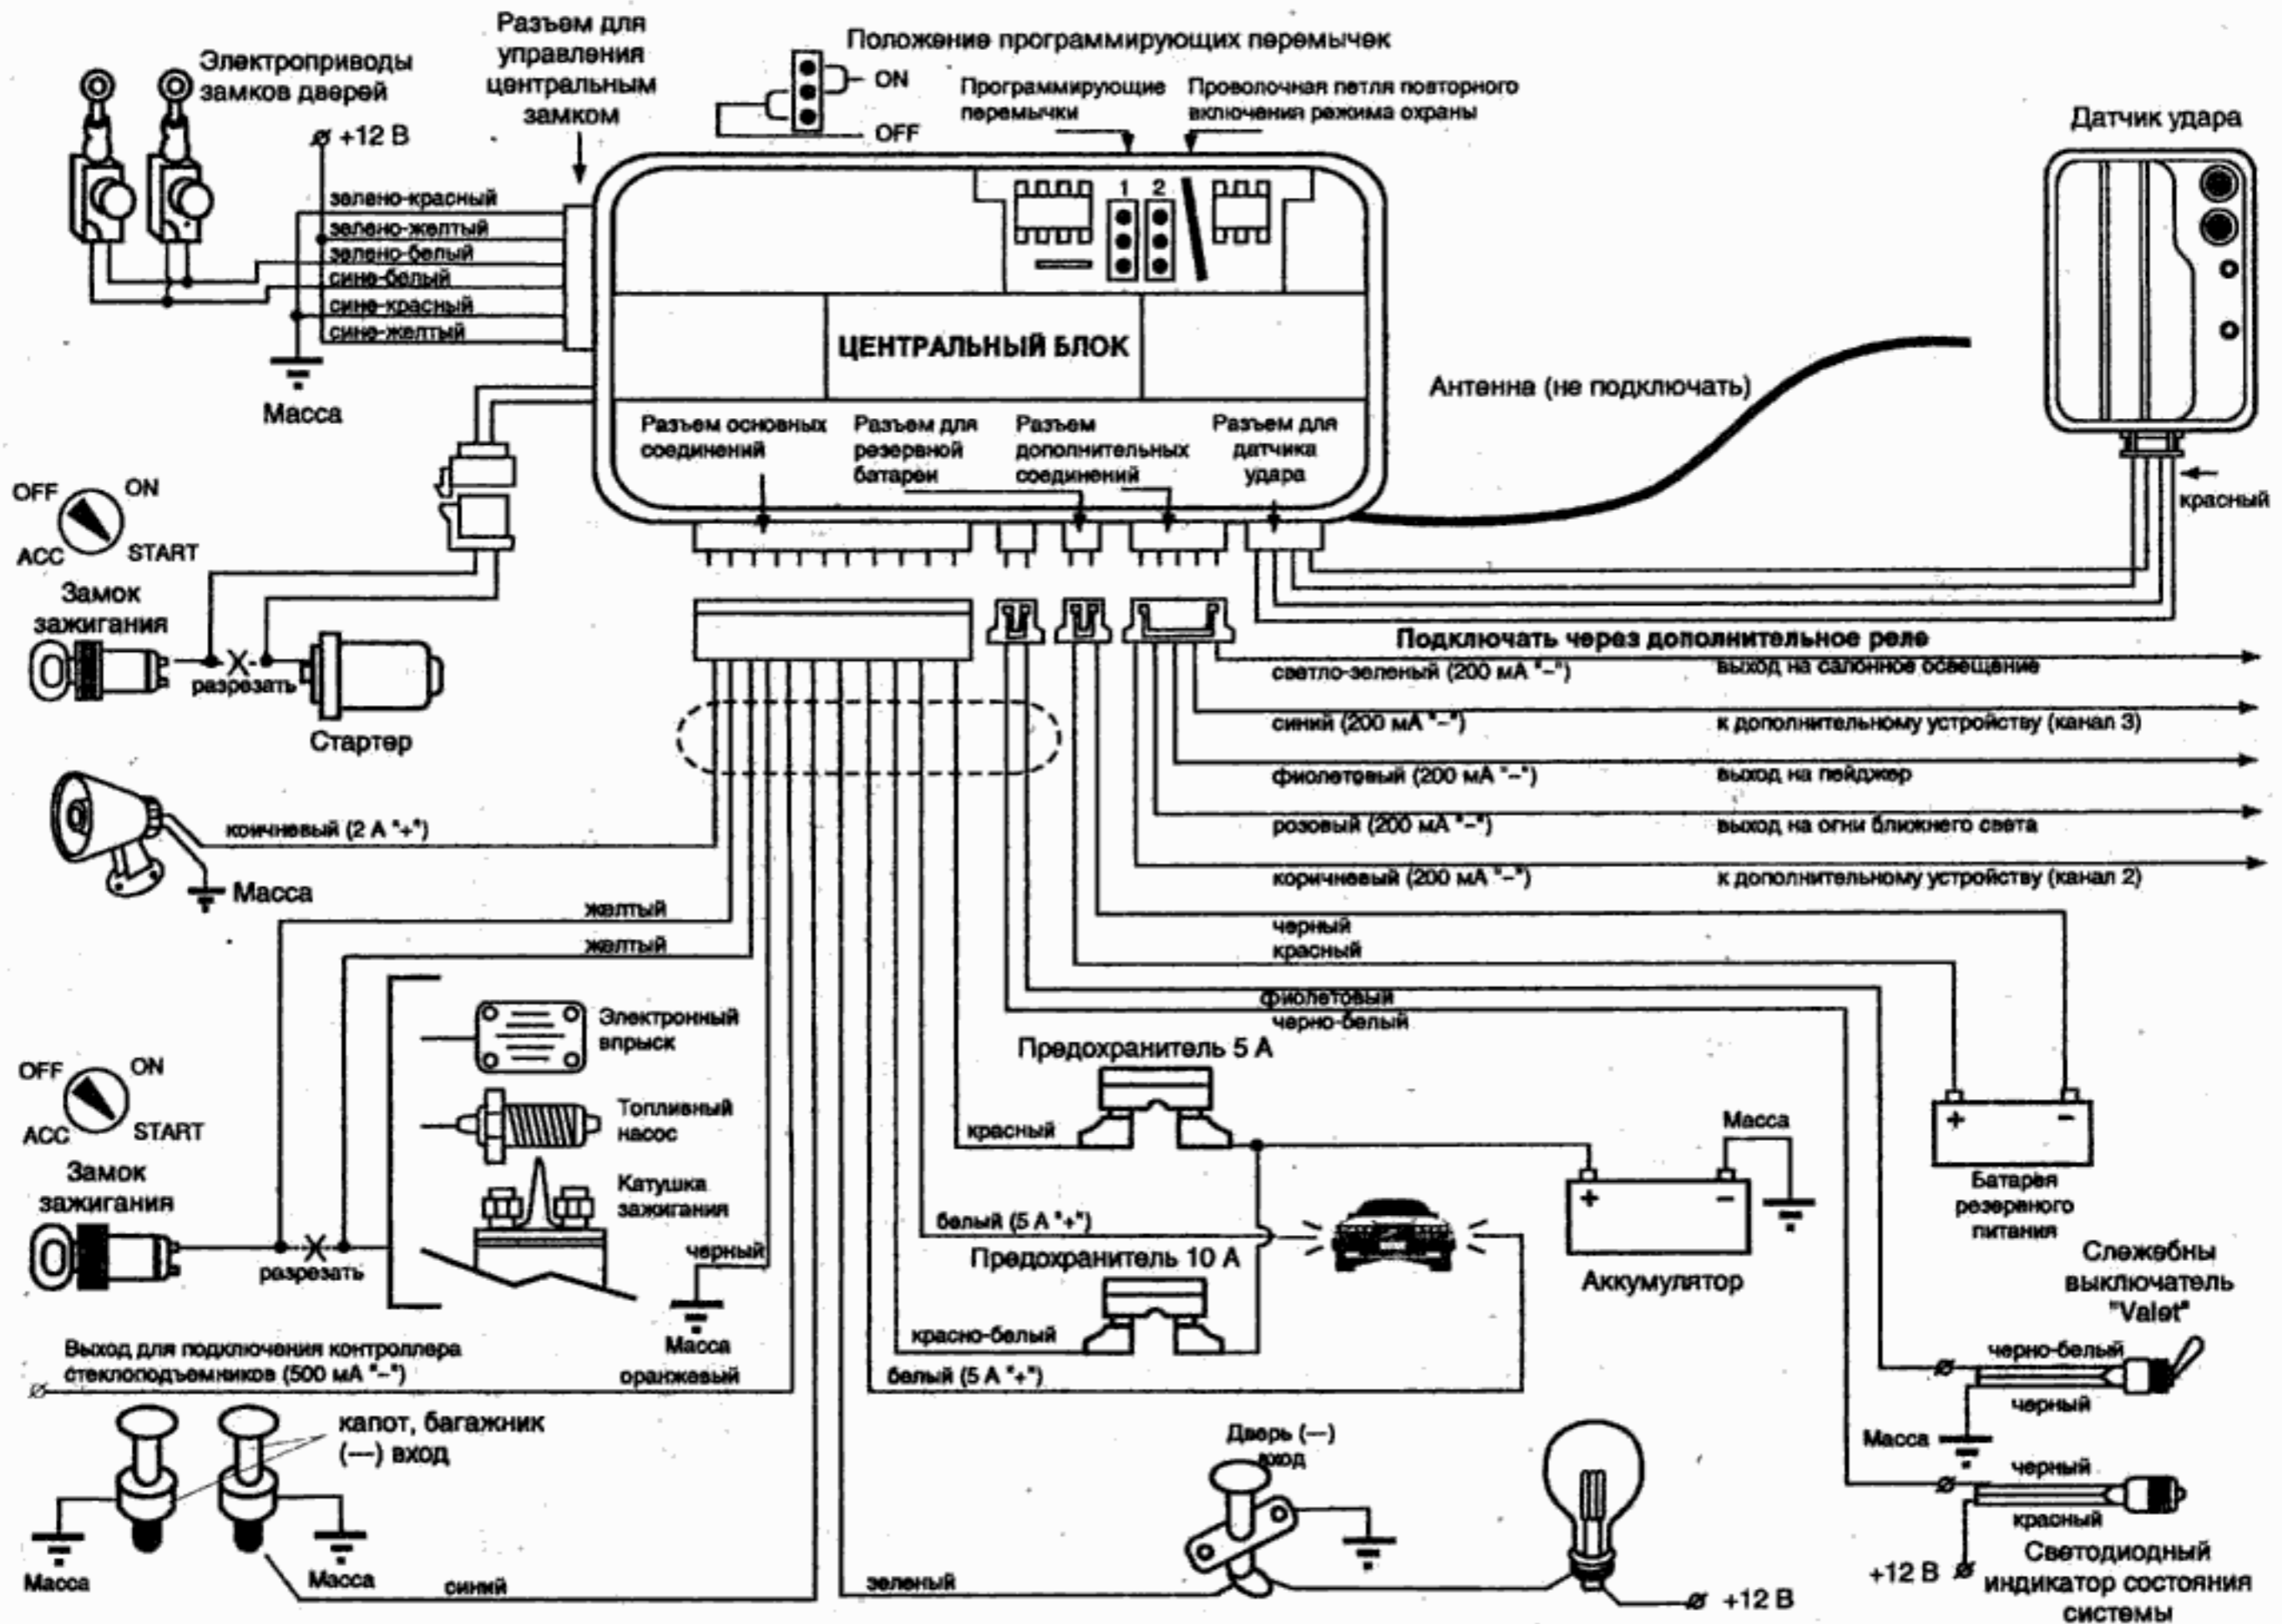 Разъем для
управления
центральным
замком
Положение программирующих перемычек
ON
OFF
Программирующие
перемычки
Проволочная петля повторного
включения режима охраны
Электроприводы
замков дверей
+12 В
Датчик удара
зелено-красный
зелено-желтый
зелено-белый
сине-белый
сине-красный
сине-желтый
Масса
1 2
ЦЕНТРАЛЬНЫЙ БЛОК
Разъем основных
соединений
Разъем для
резервной
батареи
Разъем
дополнительных
соединений
Разъем для
датчика
удара
Антенна (не подключать)
красный
OFF
ON
ACC
START
Замок
зажигания
разрезать
Стартер
Подключать через дополнительное реле
светло-зеленый (200 мА "–") выход на салонное освещение
синий (200 мА "–") к дополнительному устройству (канал 3)
фиолетовый (200 мА "–") выход на пейджер
розовый (200 мА "–") выход на огни ближнего света
коричневый (200 мА "–") к дополнительному устройству (канал 2)
коичневый (2 А "+")
Масса
желтый
желтый
черный
красный
фиолетовый
черно-белый
Электронный
впрыск
Топливный
насос
Катушка
зажигания
OFF
ON
ACC
START
Замок
зажигания
разрезать
черный
Масса
Предохранитель 5 А
красный
белый (5 А "+")
Предохранитель 10 А
красно-белый
белый (5 А "+")
Масса
+ –
Аккумулятор
+ –
Батарея
резервного
питания
Слежебны
выключатель
"Valet"
черно-белый
черный
Масса
черный
красный
+12 В
Светодиодный
индикатор состояния
системы
Выход для подключения контроллера
стеклоподъемников (500 мА "–")
оранжевый
капот, багажник
(—) вход
Масса
Масса
синий
Дверь (—)
вход
зеленый
+12 В